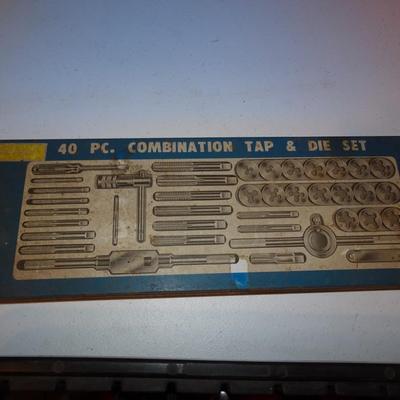 40 PC. COMBINATION TAP & DIE SET